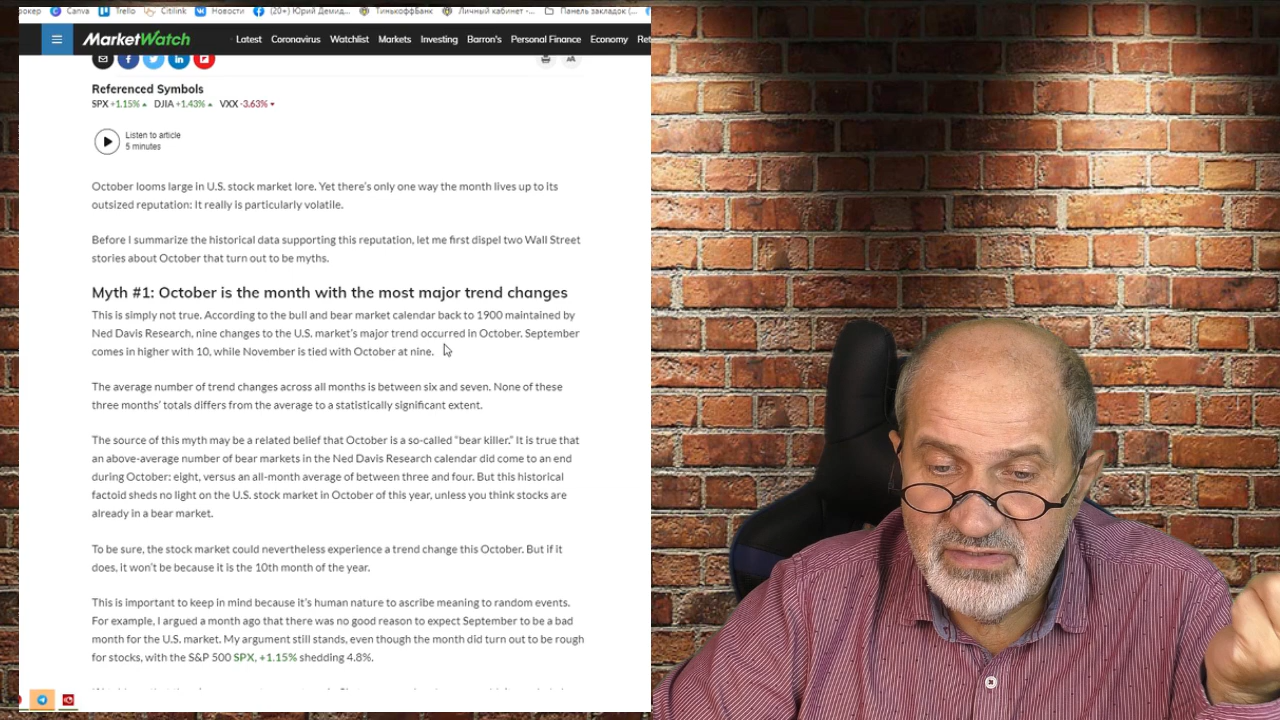 рокер Canva Trello Citilink Новости (20+) Юрий Демид... ТинькоффБанк Личный кабинет -... Панель закладок (...
MarketWatch Latest Coronavirus Watchlist Markets Investing Barron's Personal Finance Economy Ret
Referenced Symbols
SPX +1.15% DJIA +1.43% VXX -3.63%
Listen to article
5 minutes
October looms large in U.S. stock market lore. Yet there's only one way the month lives up to its
outsized reputation: It really is particularly volatile.
Before I summarize the historical data supporting this reputation, let me first dispel two Wall Street
stories about October that turn out to be myths.
Myth #1: October is the month with the most major trend changes
This is simply not true. According to the bull and bear market calendar back to 1900 maintained by
Ned Davis Research, nine changes to the U.S. market's major trend occurred in October. September
comes in higher with 10, while November is tied with October at nine.
The average number of trend changes across all months is between six and seven. None of these
three months' totals differs from the average to a statistically significant extent.
The source of this myth may be a related belief that October is a so-called "bear killer." It is true that
an above-average number of bear markets in the Ned Davis Research calendar did come to an end
during October: eight, versus an all-month average of between three and four. But this historical
factoid sheds no light on the U.S. stock market in October of this year, unless you think stocks are
already in a bear market.
To be sure, the stock market could nevertheless experience a trend change this October. But if it
does, it won't be because it is the 10th month of the year.
This is important to keep in mind because it's human nature to ascribe meaning to random events.
For example, I argued a month ago that there was no good reason to expect September to be a bad
month for the U.S. market. My argument still stands, even though the month did turn out to be rough
for stocks, with the S&P 500 SPX, +1.15% shedding 4.8%.